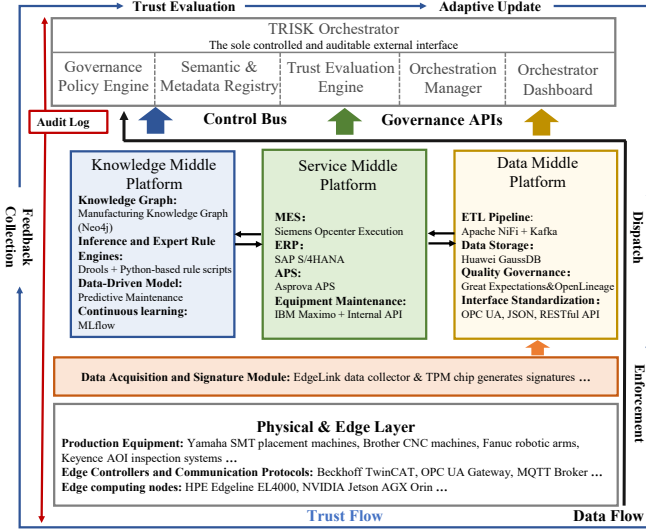 Trust Evaluation
Adaptive Update
TRISK Orchestrator
The sole controlled and auditable external interface
Governance
Policy Engine
Semantic &
Metadata Registry
Trust Evaluation
Engine
Orchestration
Manager
Orchestrator
Dashboard
Audit Log
Control Bus
Governance APIs
Knowledge Middle
Platform
Knowledge Graph:
Manufacturing Knowledge Graph
(Neo4j)
Inference and Expert Rule
Engines:
Drools + Python-based rule scripts
Data-Driven Model:
Predictive Maintenance
Continuous learning:
MLflow
Service Middle
Platform
MES:
Siemens Opcenter Execution
ERP:
SAP S/4HANA
APS:
Asprova APS
Equipment Maintenance:
IBM Maximo + Internal API
Data Middle
Platform
ETL Pipeline:
Apache NiFi + Kafka
Data Storage:
Huawei GaussDB
Quality Governance:
Great Expectations&OpenLineage
Interface Standardization:
OPC UA, JSON, RESTful API
Feedback
Collection
Dispatch
Enforcement
Data Acquisition and Signature Module: EdgeLink data collector & TPM chip generates signatures ...
Physical & Edge Layer
Production Equipment: Yamaha SMT placement machines, Brother CNC machines, Fanuc robotic arms,
Keyence AOI inspection systems ...
Edge Controllers and Communication Protocols: Beckhoff TwinCAT, OPC UA Gateway, MQTT Broker ...
Edge computing nodes: HPE Edgeline EL4000, NVIDIA Jetson AGX Orin ...
Trust Flow
Data Flow